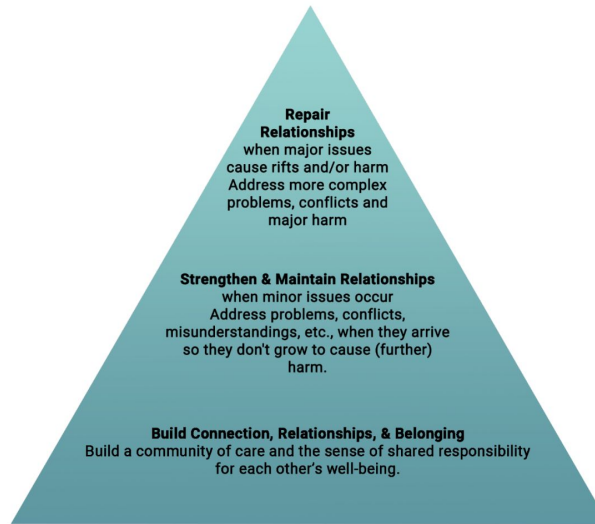 Repair
Relationships
when major issues
cause rifts and/or harm
Address more complex
problems, conflicts and
major harm
Strengthen & Maintain Relationships
when minor issues occur
Address problems, conflicts,
misunderstandings, etc., when they arrive
so they don't grow to cause (further)
harm.
Build Connection, Relationships, & Belonging
Build a community of care and the sense of shared responsibility
for each other’s well-being.